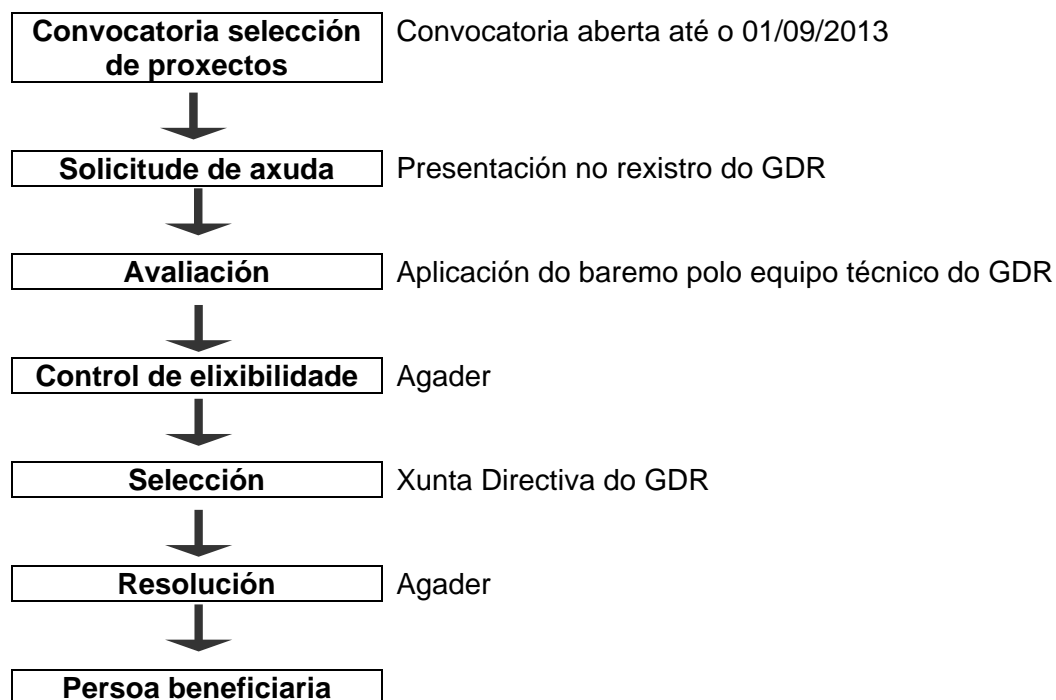 Convocatoria selección de proxectos
Convocatoria aberta até o 01/09/2013
Solicitude de axuda
Presentación no rexistro do GDR
Avaliación
Aplicación do baremo polo equipo técnico do GDR
Control de elixibilidade
Agader
Selección
Xunta Directiva do GDR
Resolución
Agader
Persoa beneficiaria